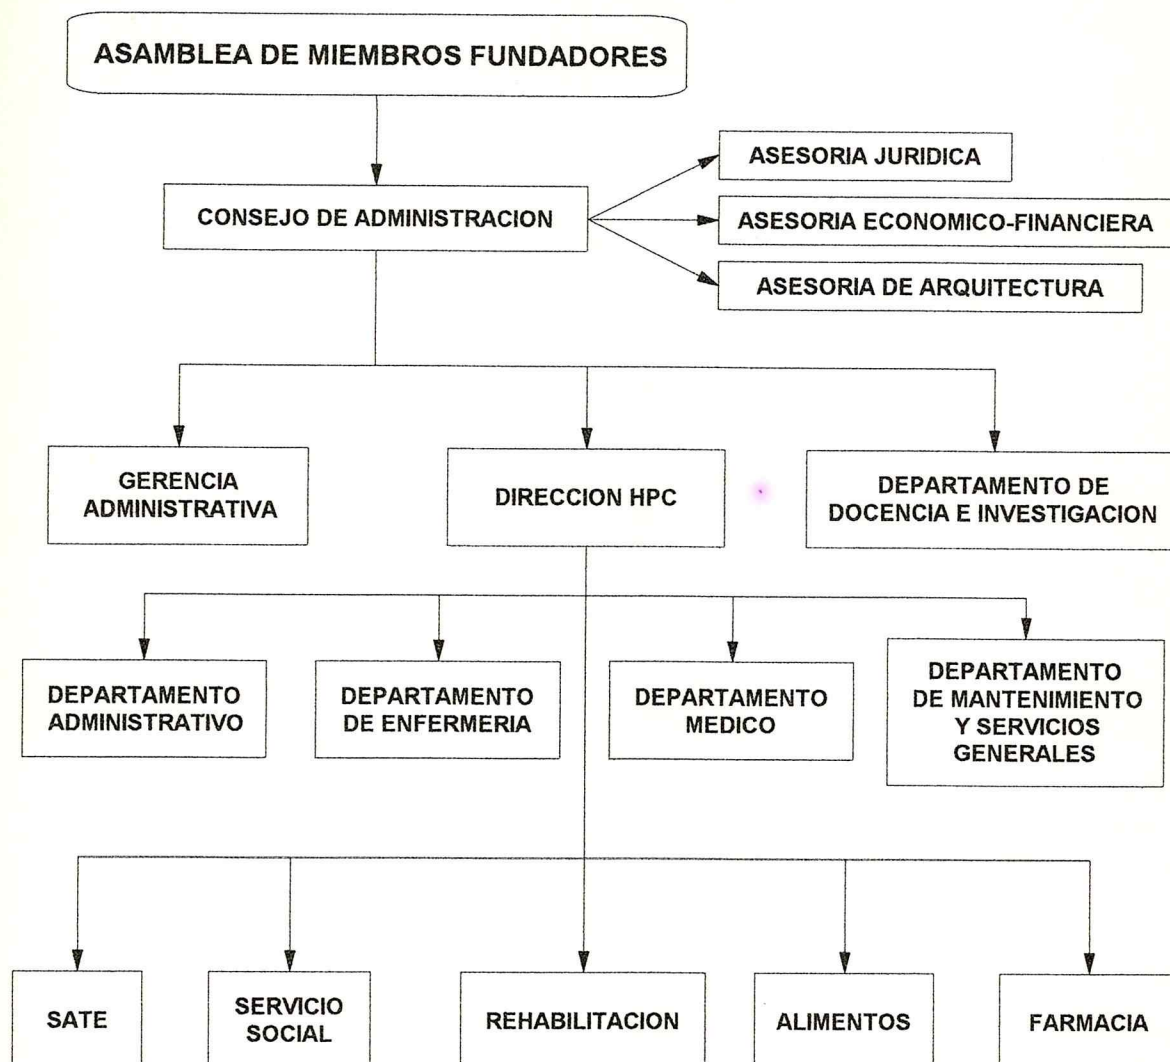 ASAMBLEA DE MIEMBROS FUNDADORES
ASESORIA JURIDICA
CONSEJO DE ADMINISTRACION
ASESORIA ECONOMICO-FINANCIERA
ASESORIA DE ARQUITECTURA
GERENCIA
ADMINISTRATIVA
DIRECCION HPC
DEPARTAMENTO DE
DOCENCIA E INVESTIGACION
DEPARTAMENTO
ADMINISTRATIVO
DEPARTAMENTO
DE ENFERMERIA
DEPARTAMENTO
MEDICO
DEPARTAMENTO
DE MANTENIMIENTO
Y SERVICIOS
GENERALES
SATE
SERVICIO
SOCIAL
REHABILITACION
ALIMENTOS
FARMACIA